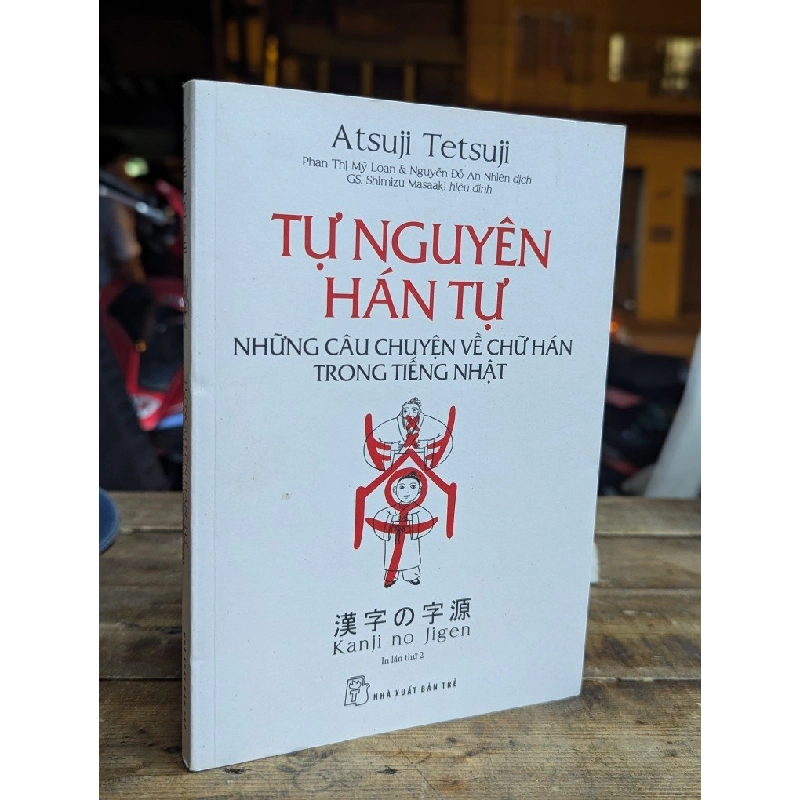 Atsuji Tetsuji
Phan Thị Mỹ Loan & Nguyễn Đỗ An Nhiên dịch
GS. Shimizu Masaaki hiệu đính
TỰ NGUYÊN
HÁN TỰ
NHỮNG CÂU CHUYỆN VỀ CHỮ HÁN
TRONG TIẾNG NHẬT
漢字の字源
Kanji no Jigen
In lần thứ 2
NHÀ XUẤT BẢN TRẺ